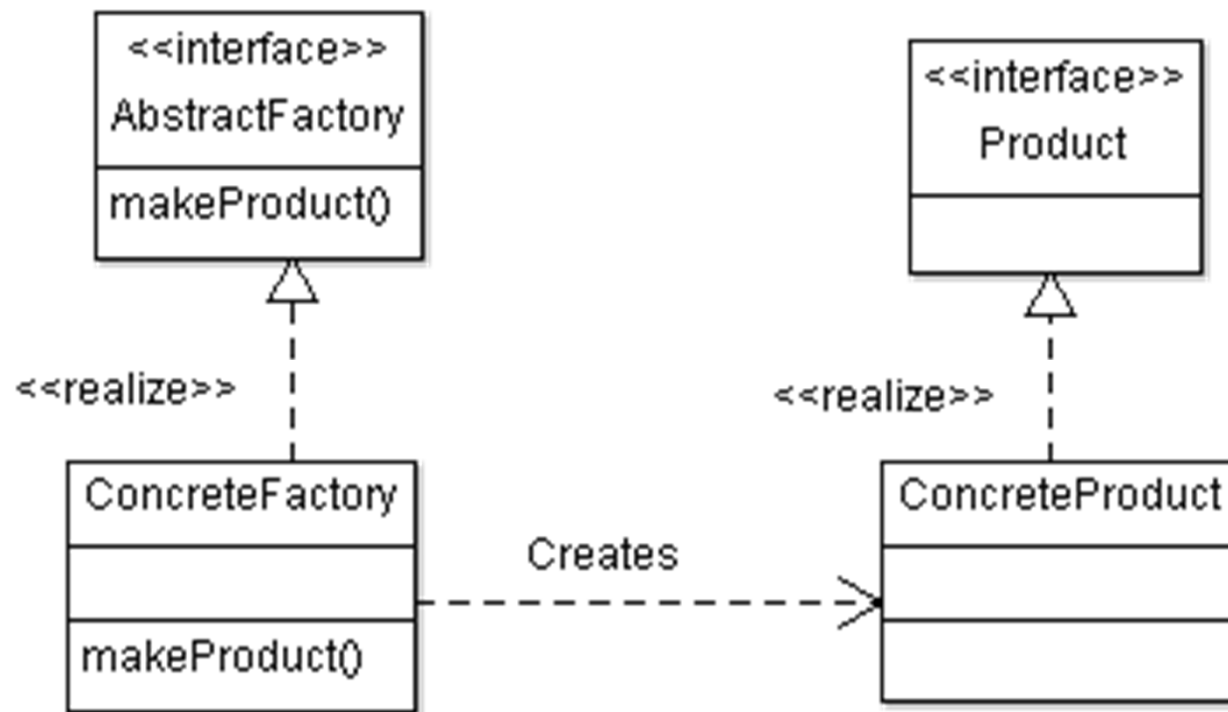 <<interface>>
AbstractFactory
makeProduct()
<<interface>>
Product
<<realize>>
<<realize>>
ConcreteFactory
makeProduct()
Creates
ConcreteProduct